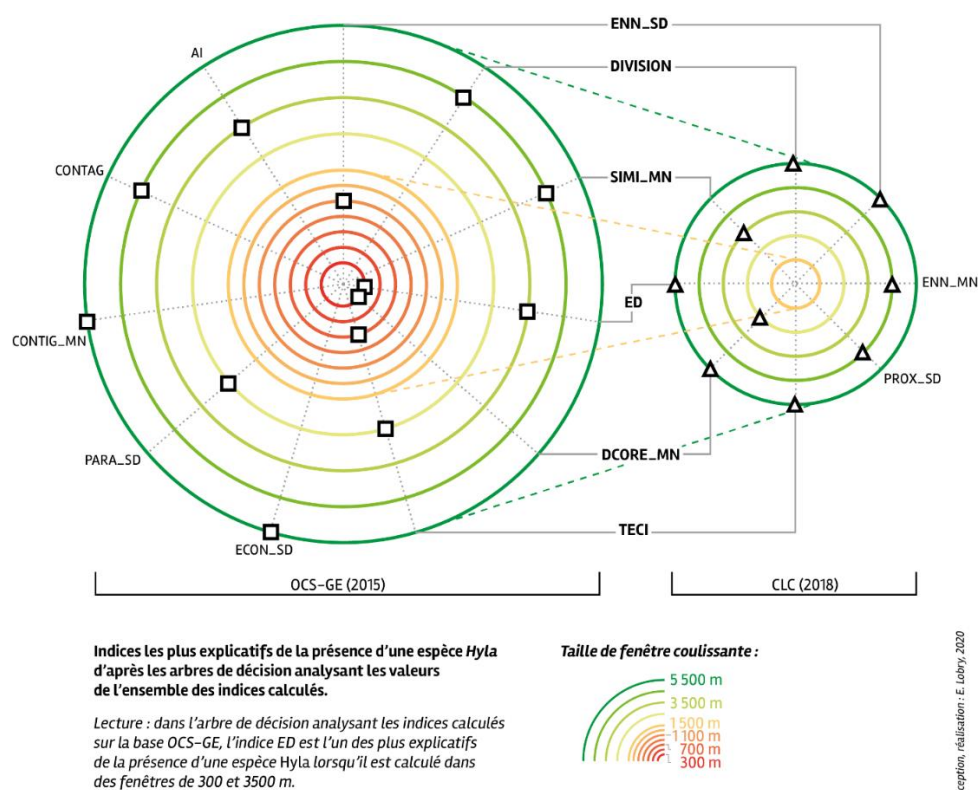 ENN_SD
AI
DIVISION
CONTAG
SIMI_MN
ED
ENN_MN
CONTIG_MN
PROX_SD
PARA_SD
DCORE_MN
TECI
ECON_SD
OCS-GE (2015)
CLC (2018)
Indices les plus explicatifs de la présence d'une espèce Hyla
d'après les arbres de décision analysant les valeurs
de l'ensemble des indices calculés.
Lecture : dans l'arbre de décision analysant les indices calculés
sur la base OCS-GE, l'indice ED est l'un des plus explicatifs
de la présence d'une espèce Hyla lorsqu'il est calculé dans
des fenêtres de 300 et 3500 m.
Taille de fenêtre coulissante :
5 500 m
3 500 m
1 500 m
1 100 m
700 m
300 m
réalisation : E. Lobry, 2020